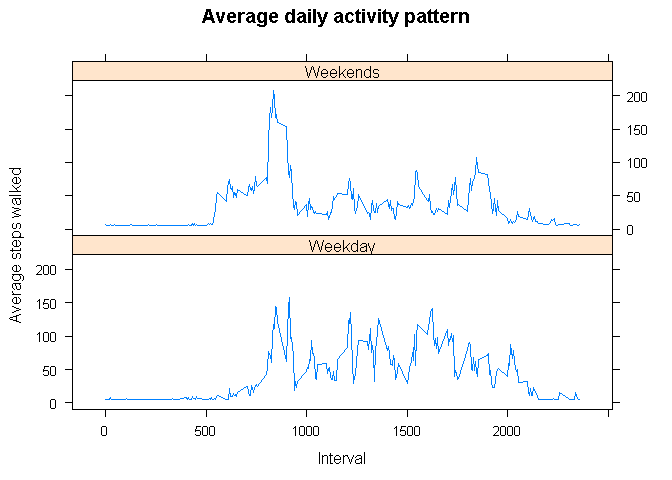 Average daily activity pattern
Weekends
200
150
100
50
0
Weekday
200
150
100
50
0
Average steps walked
0 500 1000 1500 2000
Interval